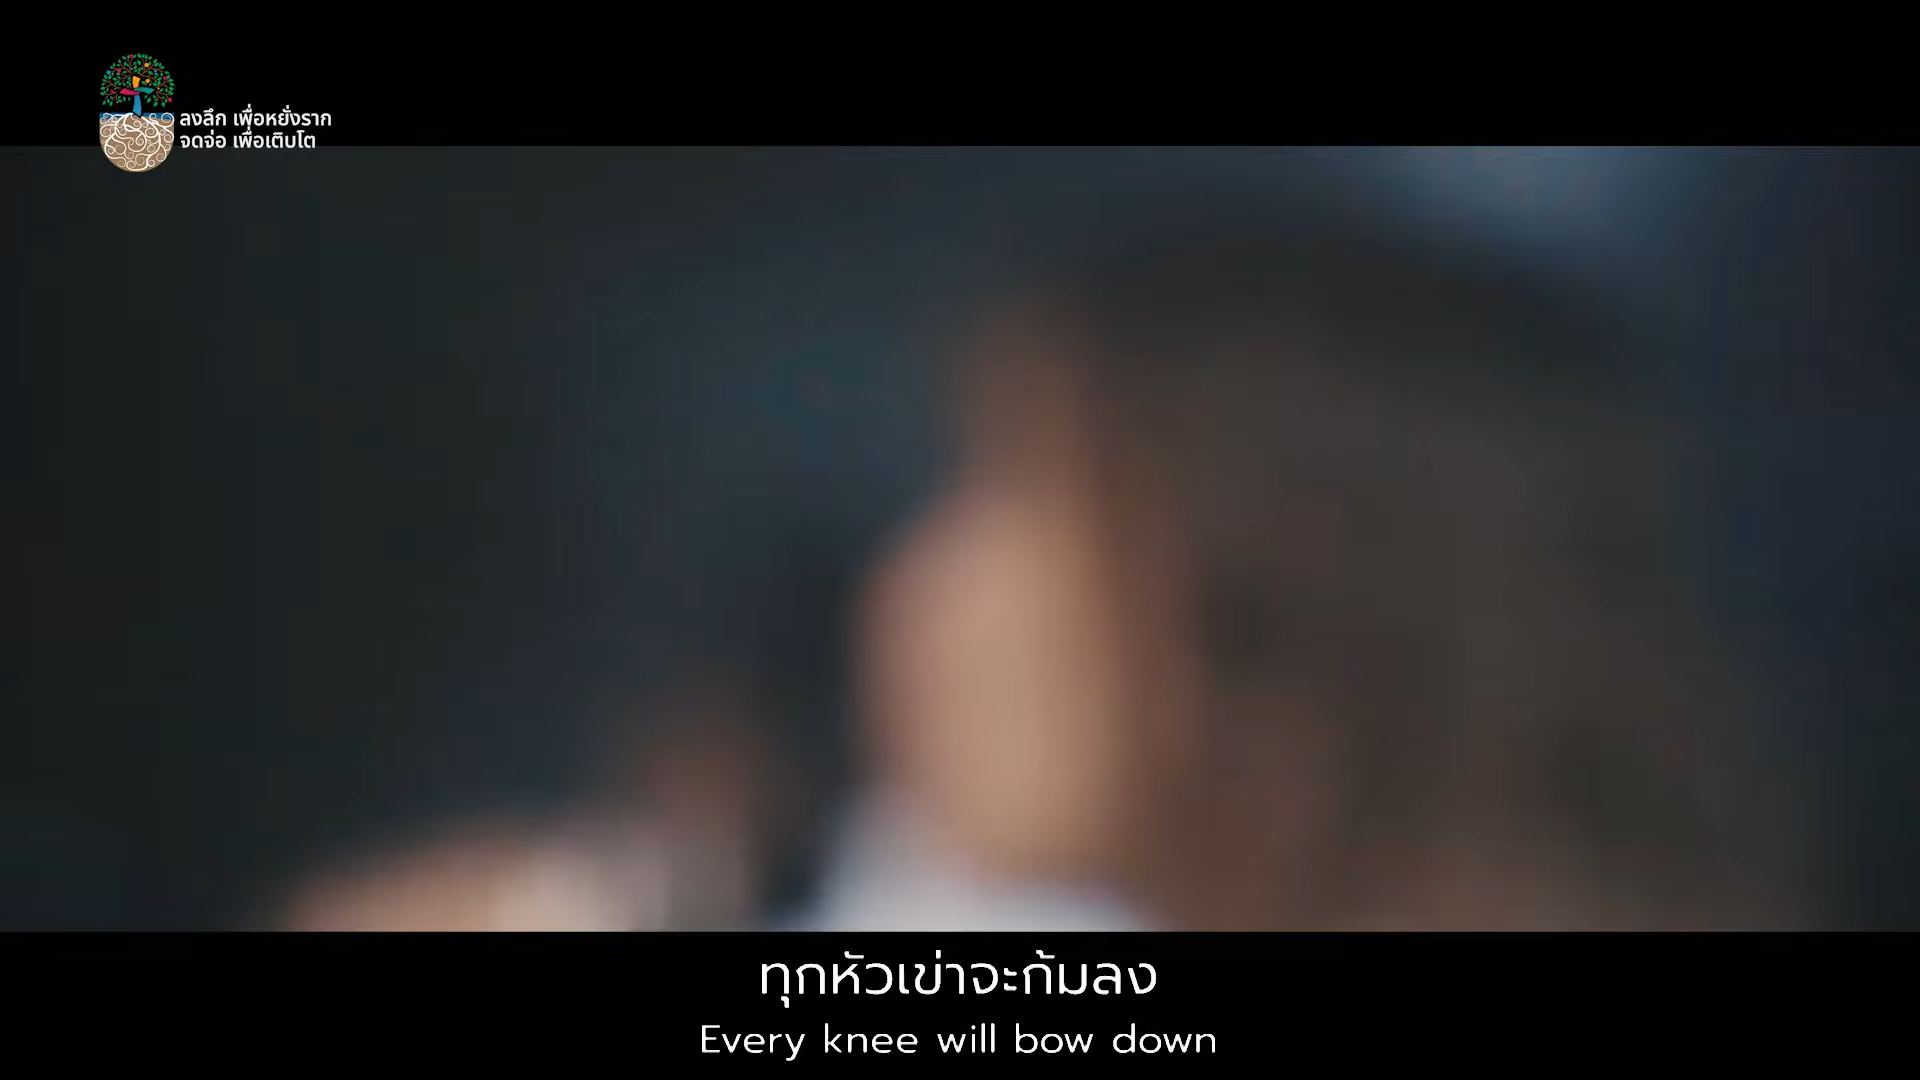 ลงลึก เพื่อหยั่งราก
จดจ่อ เพื่อเติบโต
ทุกหัวเข่าจะก้มลง
Every knee will bow down